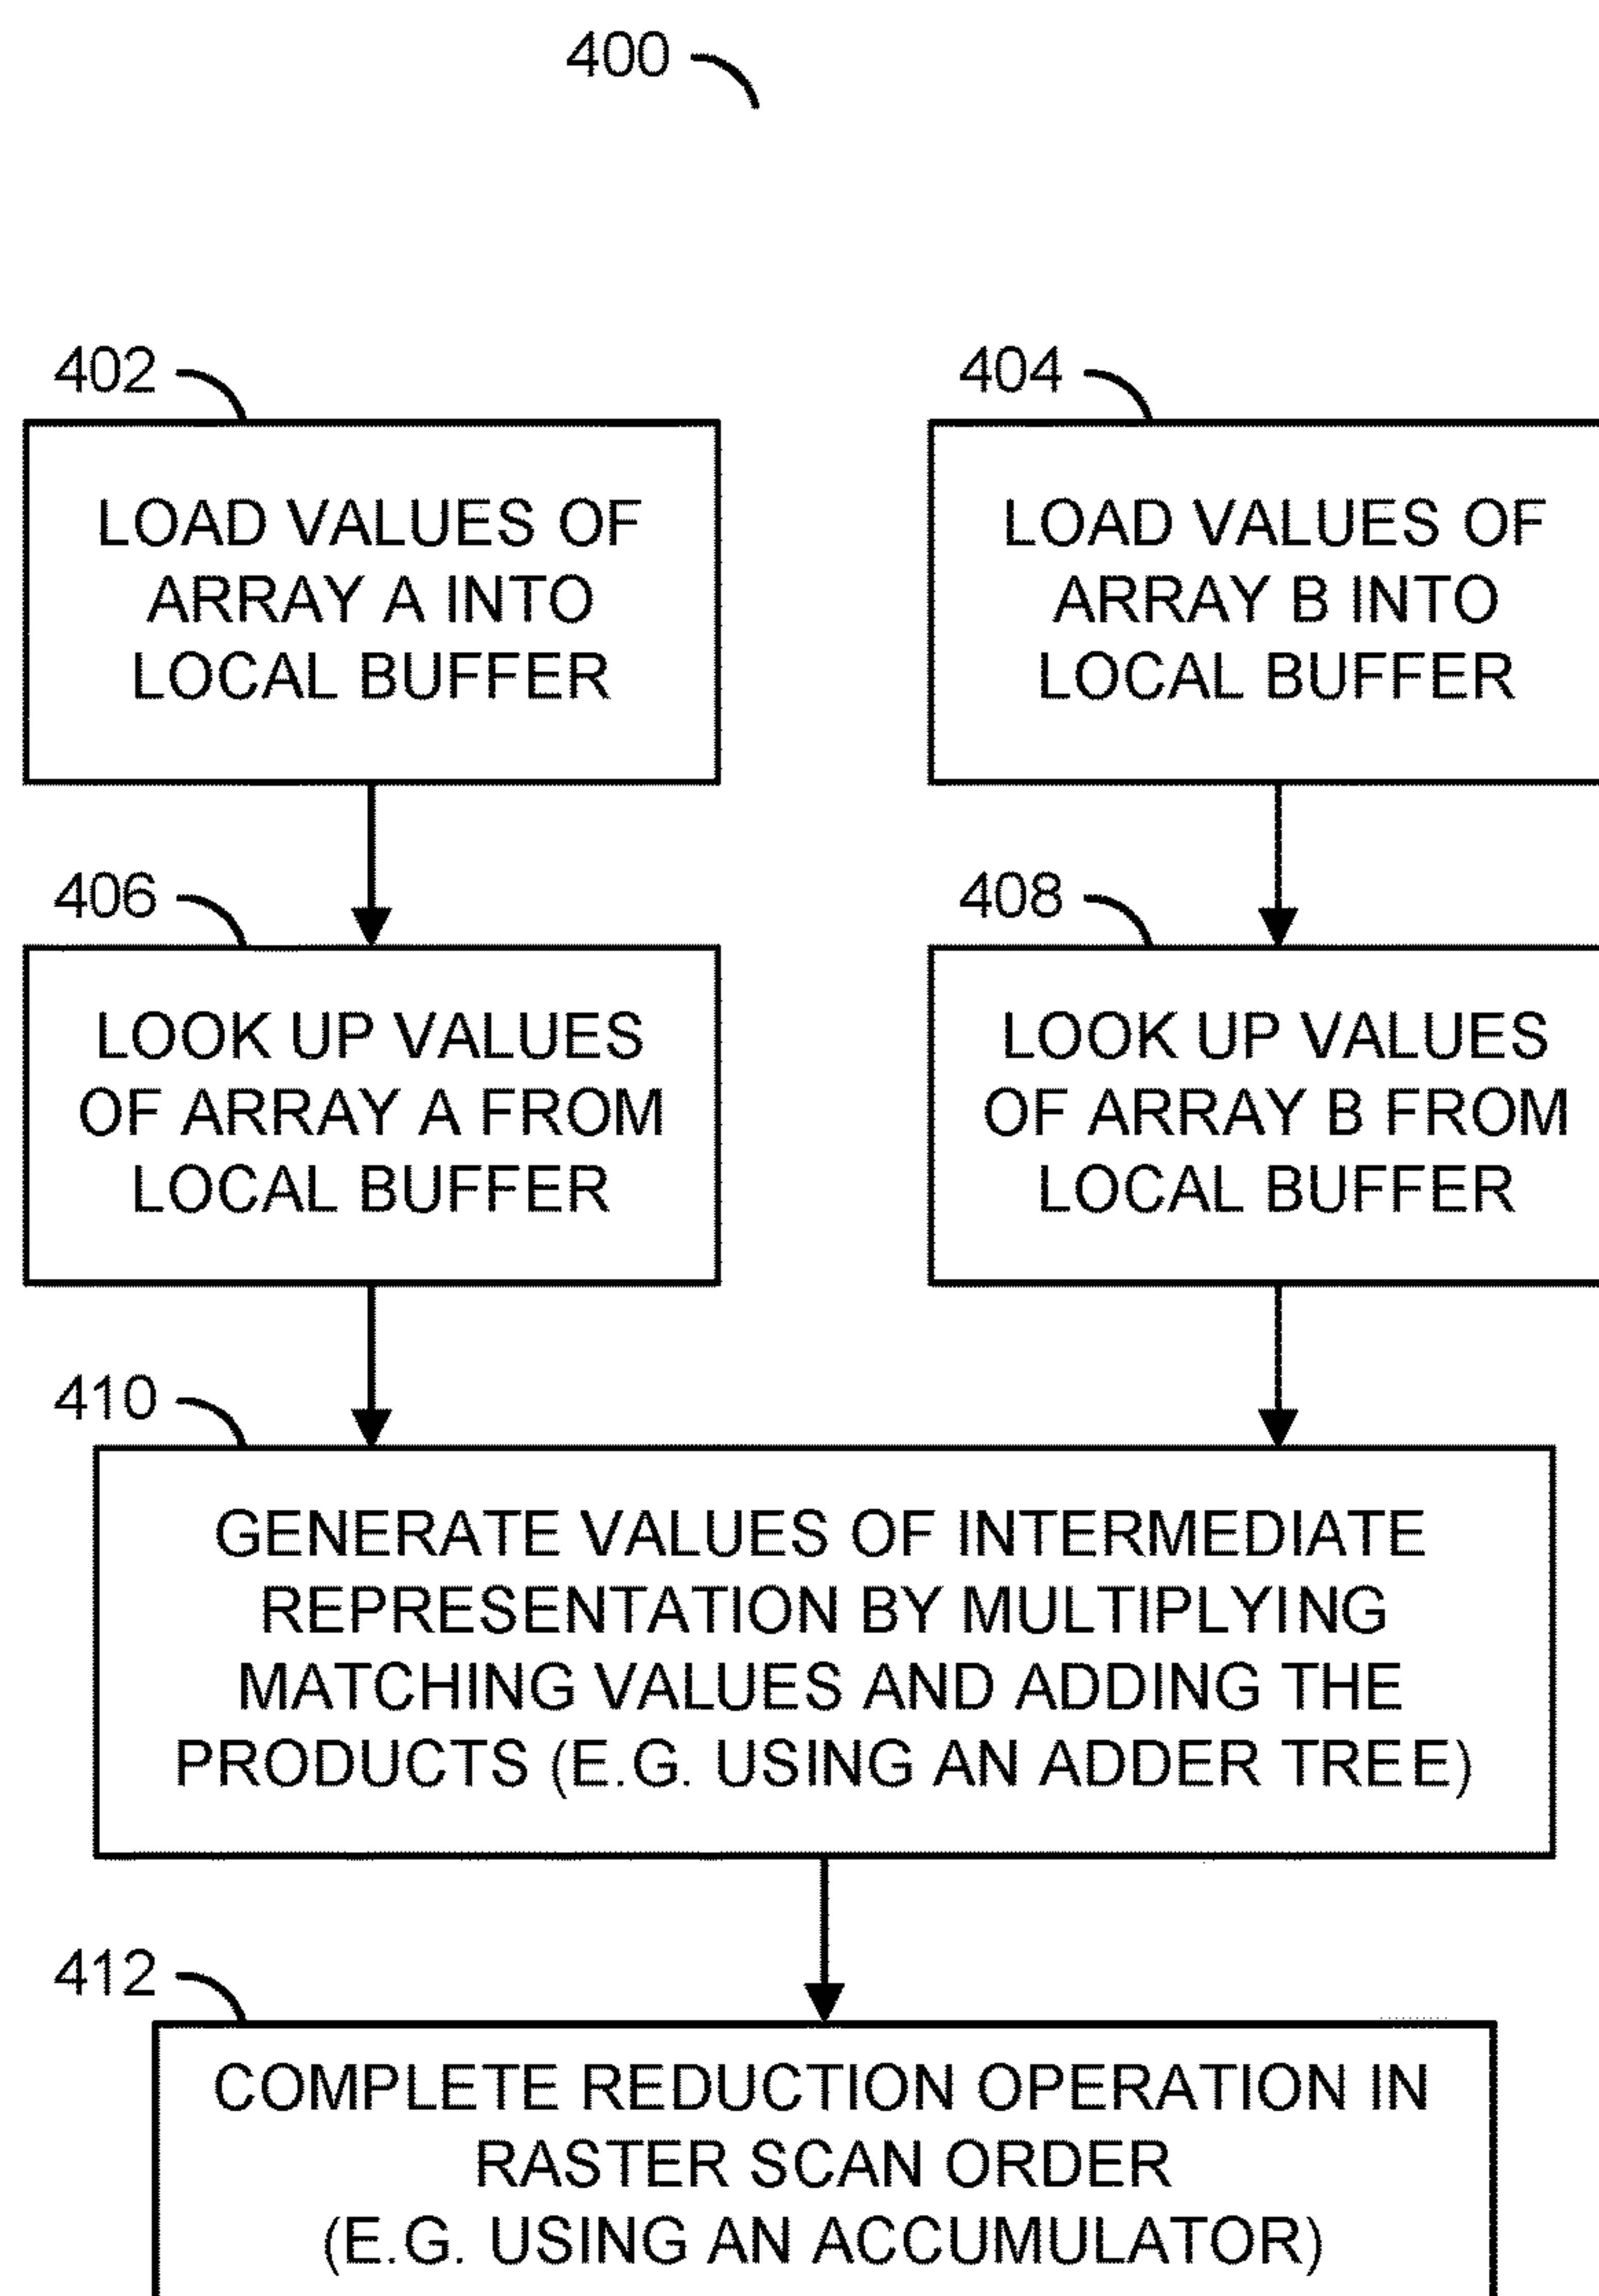 400
402
LOAD VALUES OF
ARRAY A INTO
LOCAL BUFFER
404
LOAD VALUES OF
ARRAY B INTO
LOCAL BUFFER
406
LOOK UP VALUES
OF ARRAY A FROM
LOCAL BUFFER
408
LOOK UP VALUES
OF ARRAY B FROM
LOCAL BUFFER
410
GENERATE VALUES OF INTERMEDIATE
REPRESENTATION BY MULTIPLYING
MATCHING VALUES AND ADDING THE
PRODUCTS (E.G. USING AN ADDER TREE)
412
COMPLETE REDUCTION OPERATION IN
RASTER SCAN ORDER
(E.G. USING AN ACCUMULATOR)